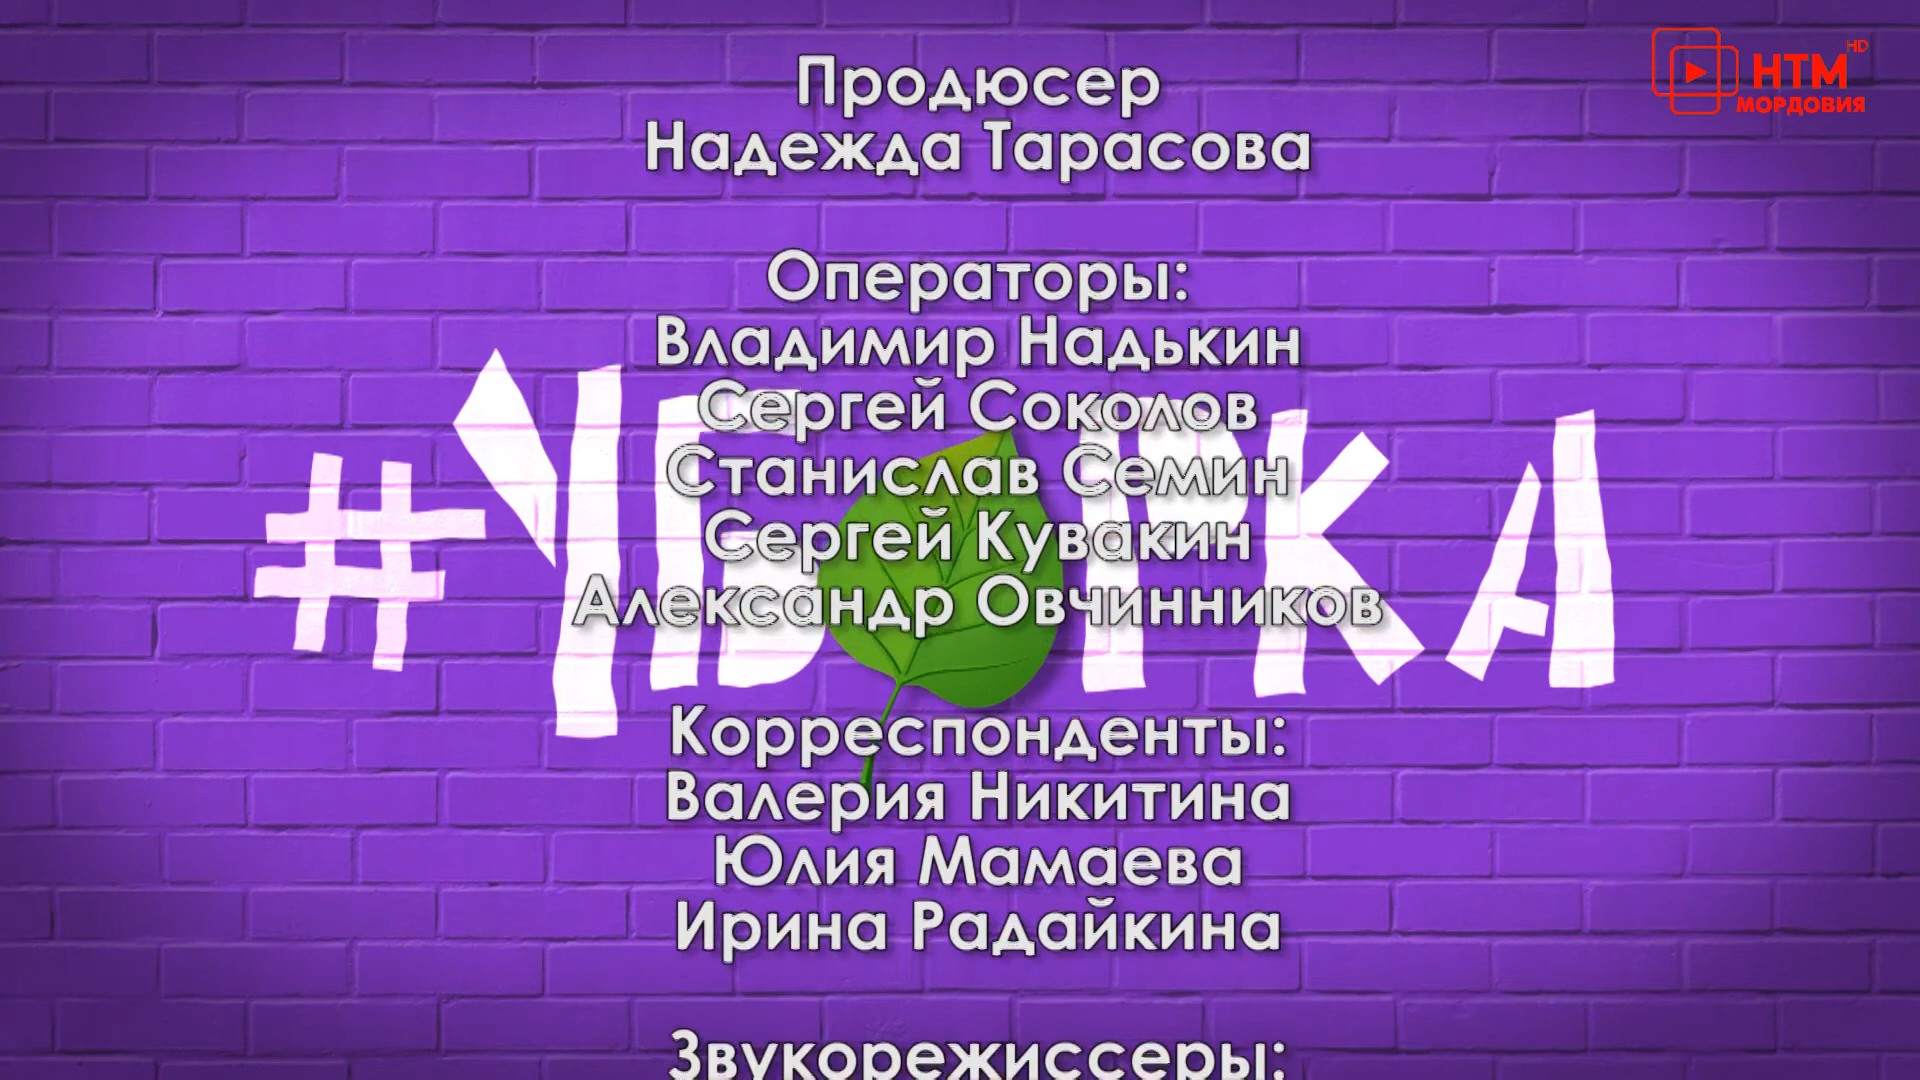 HD
НТМ
МОРДОВИЯ
Продюсер
Надежда Тарасова
Операторы:
Владимир Надькин
Сергей Соколов
Станислав Семин
Сергей Кувакин
Александр Овчинников
#УБОРКА
Корреспонденты:
Валерия Никитина
Юлия Мамаева
Ирина Радайкина
Звукорежиссеры: